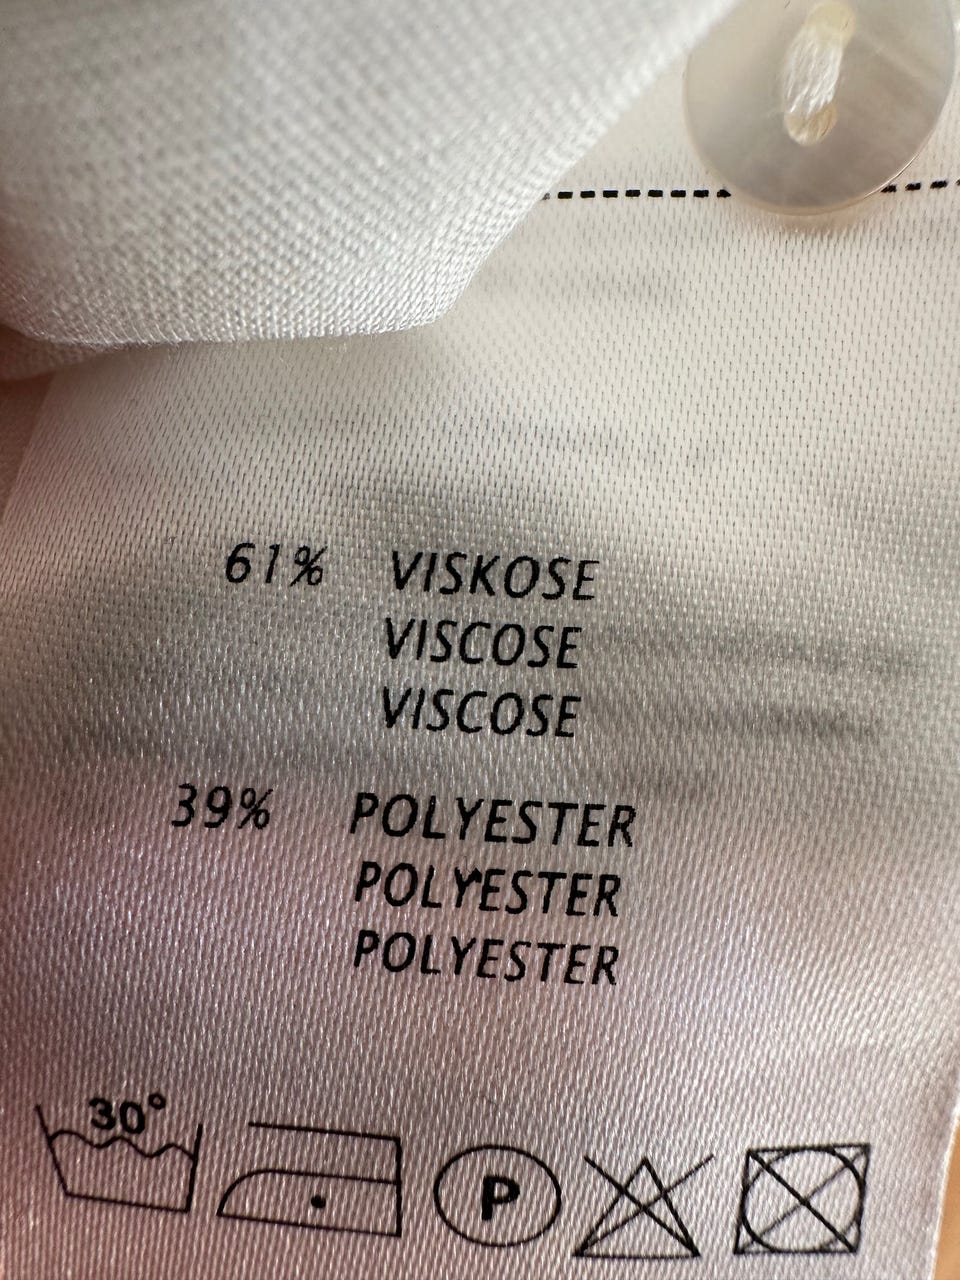 61% VISKOSE
VISCOSE
VISCOSE
39% POLYESTER
POLYESTER
POLYESTER
30°
P